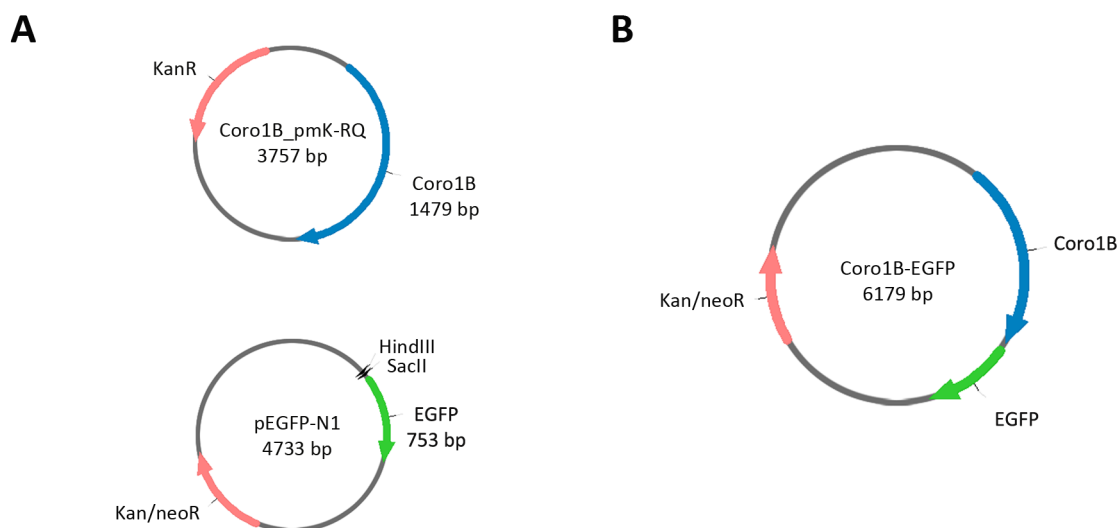 A
KanR
Coro1B_pmK-RQ
3757 bp
Coro1B
1479 bp
HindIII
SacII
EGFP
753 bp
pEGFP-N1
4733 bp
Kan/neoR
B
Coro1B
Coro1B-EGFP
6179 bp
Kan/neoR
EGFP